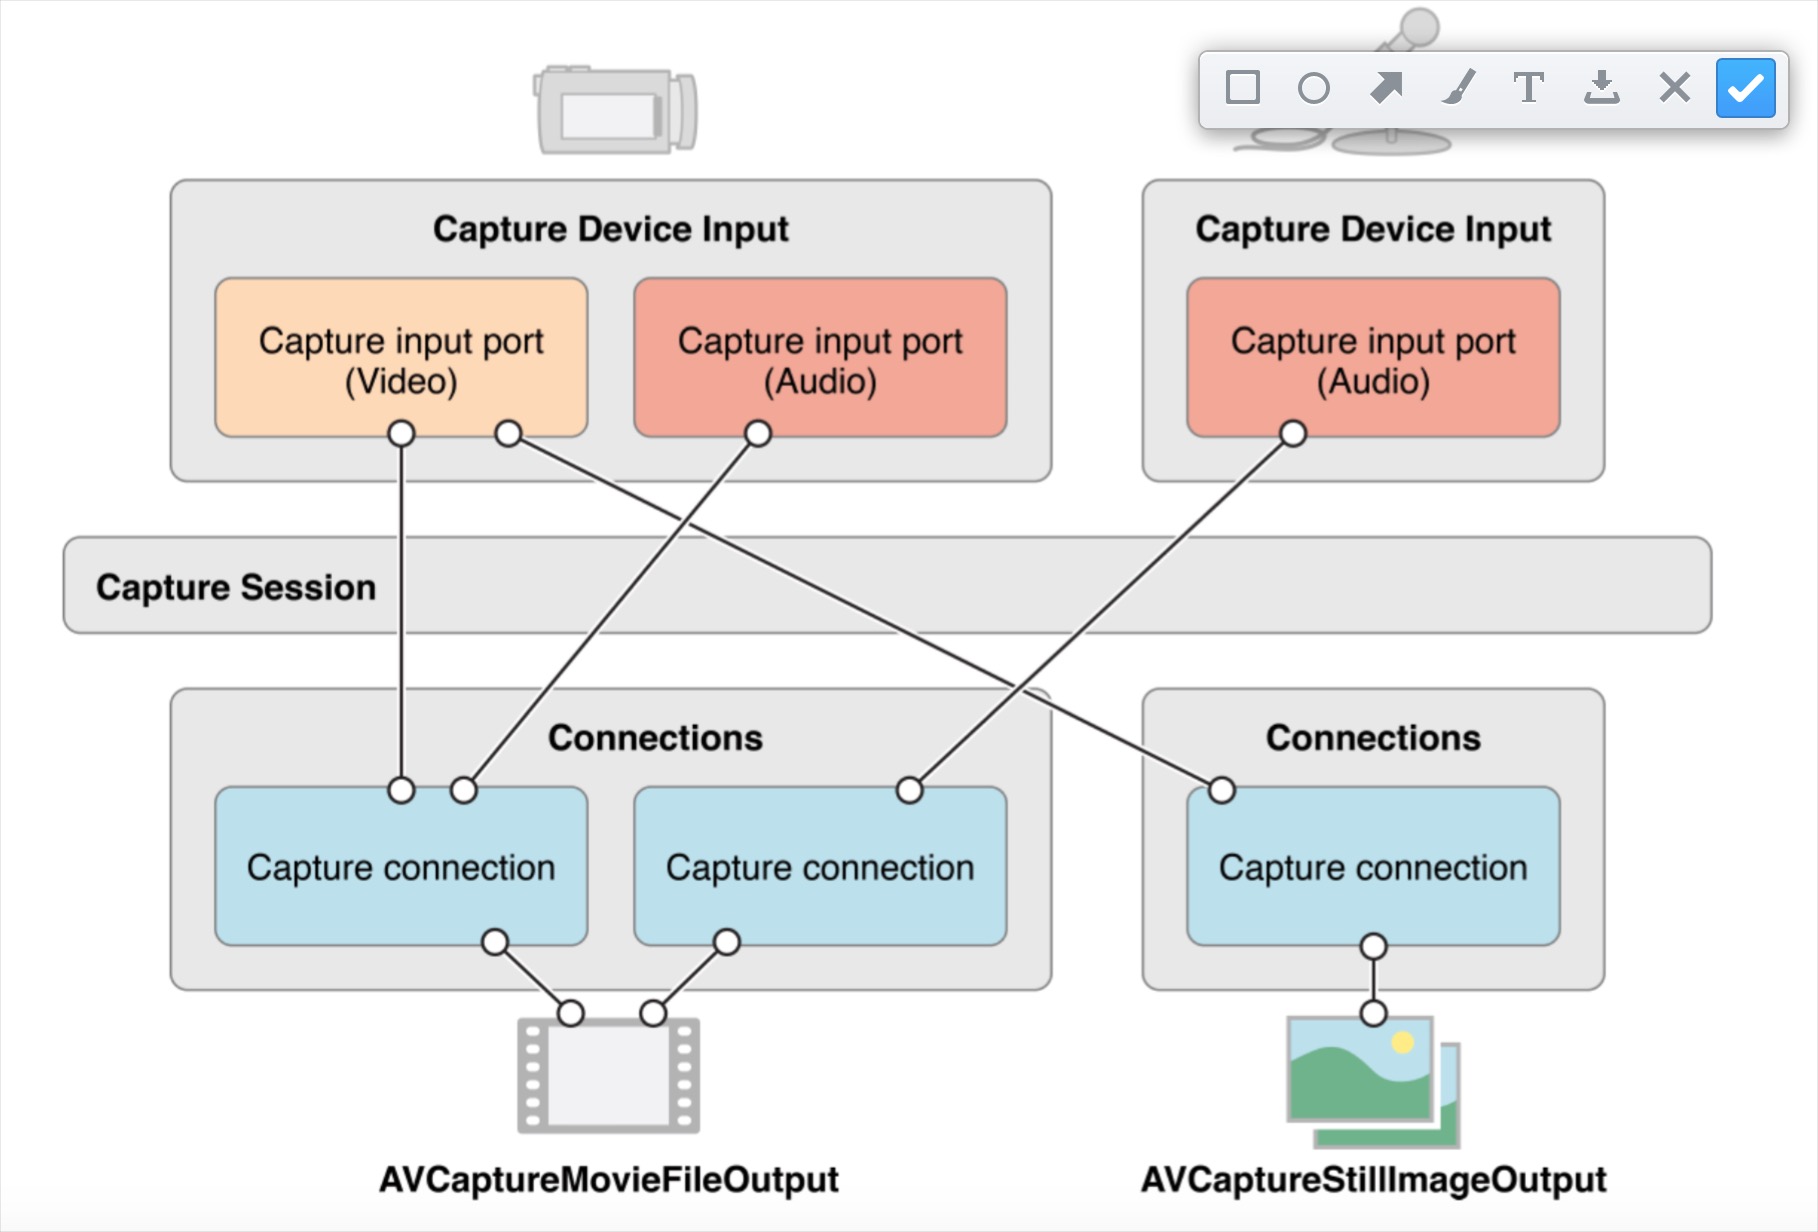 Capture Device Input
Capture input port
(Video)
Capture input port
(Audio)
Capture Device Input
Capture input port
(Audio)
Capture Session
Connections
Capture connection
Capture connection
Connections
Capture connection
AVCaptureMovieFileOutput
AVCaptureStillImageOutput